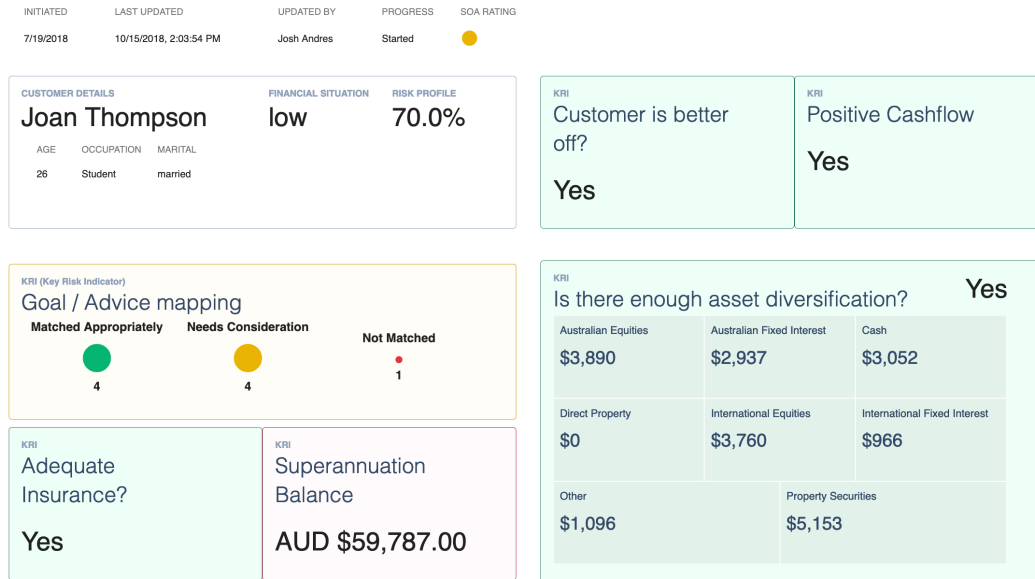 INITIATED LAST UPDATED UPDATED BY PROGRESS SOA RATING
7/19/2018 10/15/2018, 2:03:54 PM Josh Andres Started
CUSTOMER DETAILS FINANCIAL SITUATION RISK PROFILE
Joan Thompson low 70.0%
AGE OCCUPATION MARITAL
26 Student married
KRI
Customer is better
off?
Yes
KRI
Positive Cashflow
Yes
KRI (Key Risk Indicator)
Goal / Advice mapping
Matched Appropriately Needs Consideration Not Matched
4 4 1
KRI
Adequate
Insurance?
Yes
KRI
Superannuation
Balance
AUD $59,787.00
KRI
Is there enough asset diversification? Yes
Australian Equities Australian Fixed Interest Cash
$3,890 $2,937 $3,052
Direct Property International Equities International Fixed Interest
$0 $3,760 $966
Other Property Securities
$1,096 $5,153